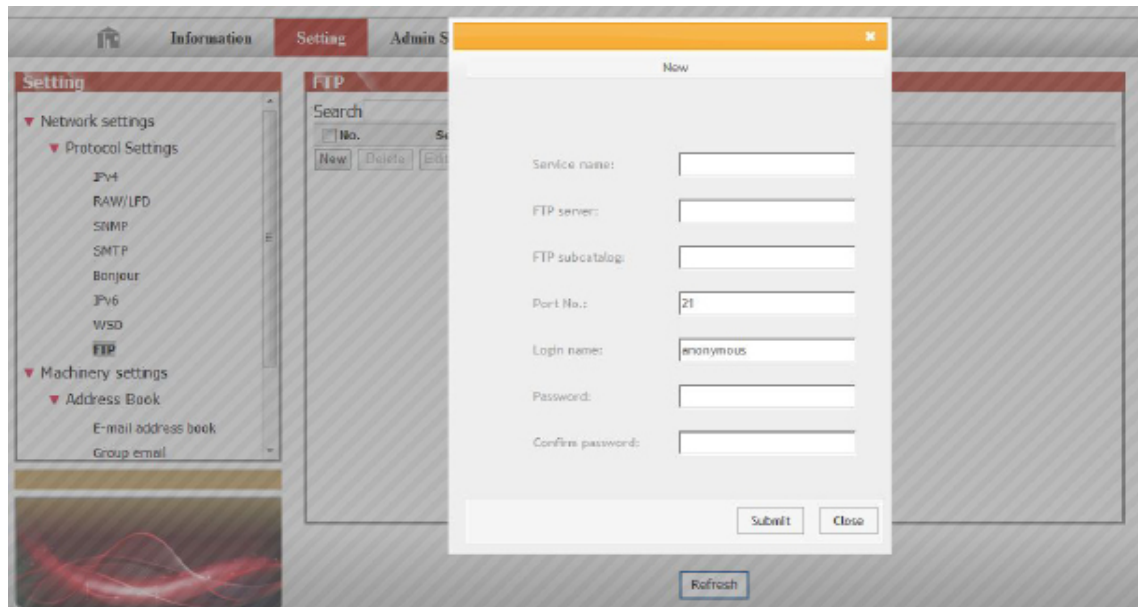 Information Setting Admin S
Setting
Network settings
Protocol Settings
IPv4
RAW/LPD
SNMP
SMTP
Bonjour
IPv6
WSD
FTP
Machinery settings
Address Book
E-mail address book
Group email
FTP
Search
No. Se
New Delete Edit
New
Service name:
FTP server:
FTP subcatalog:
Port No.: 21
Login name: anonymous
Password:
Confirm password:
Submit Close
Refresh